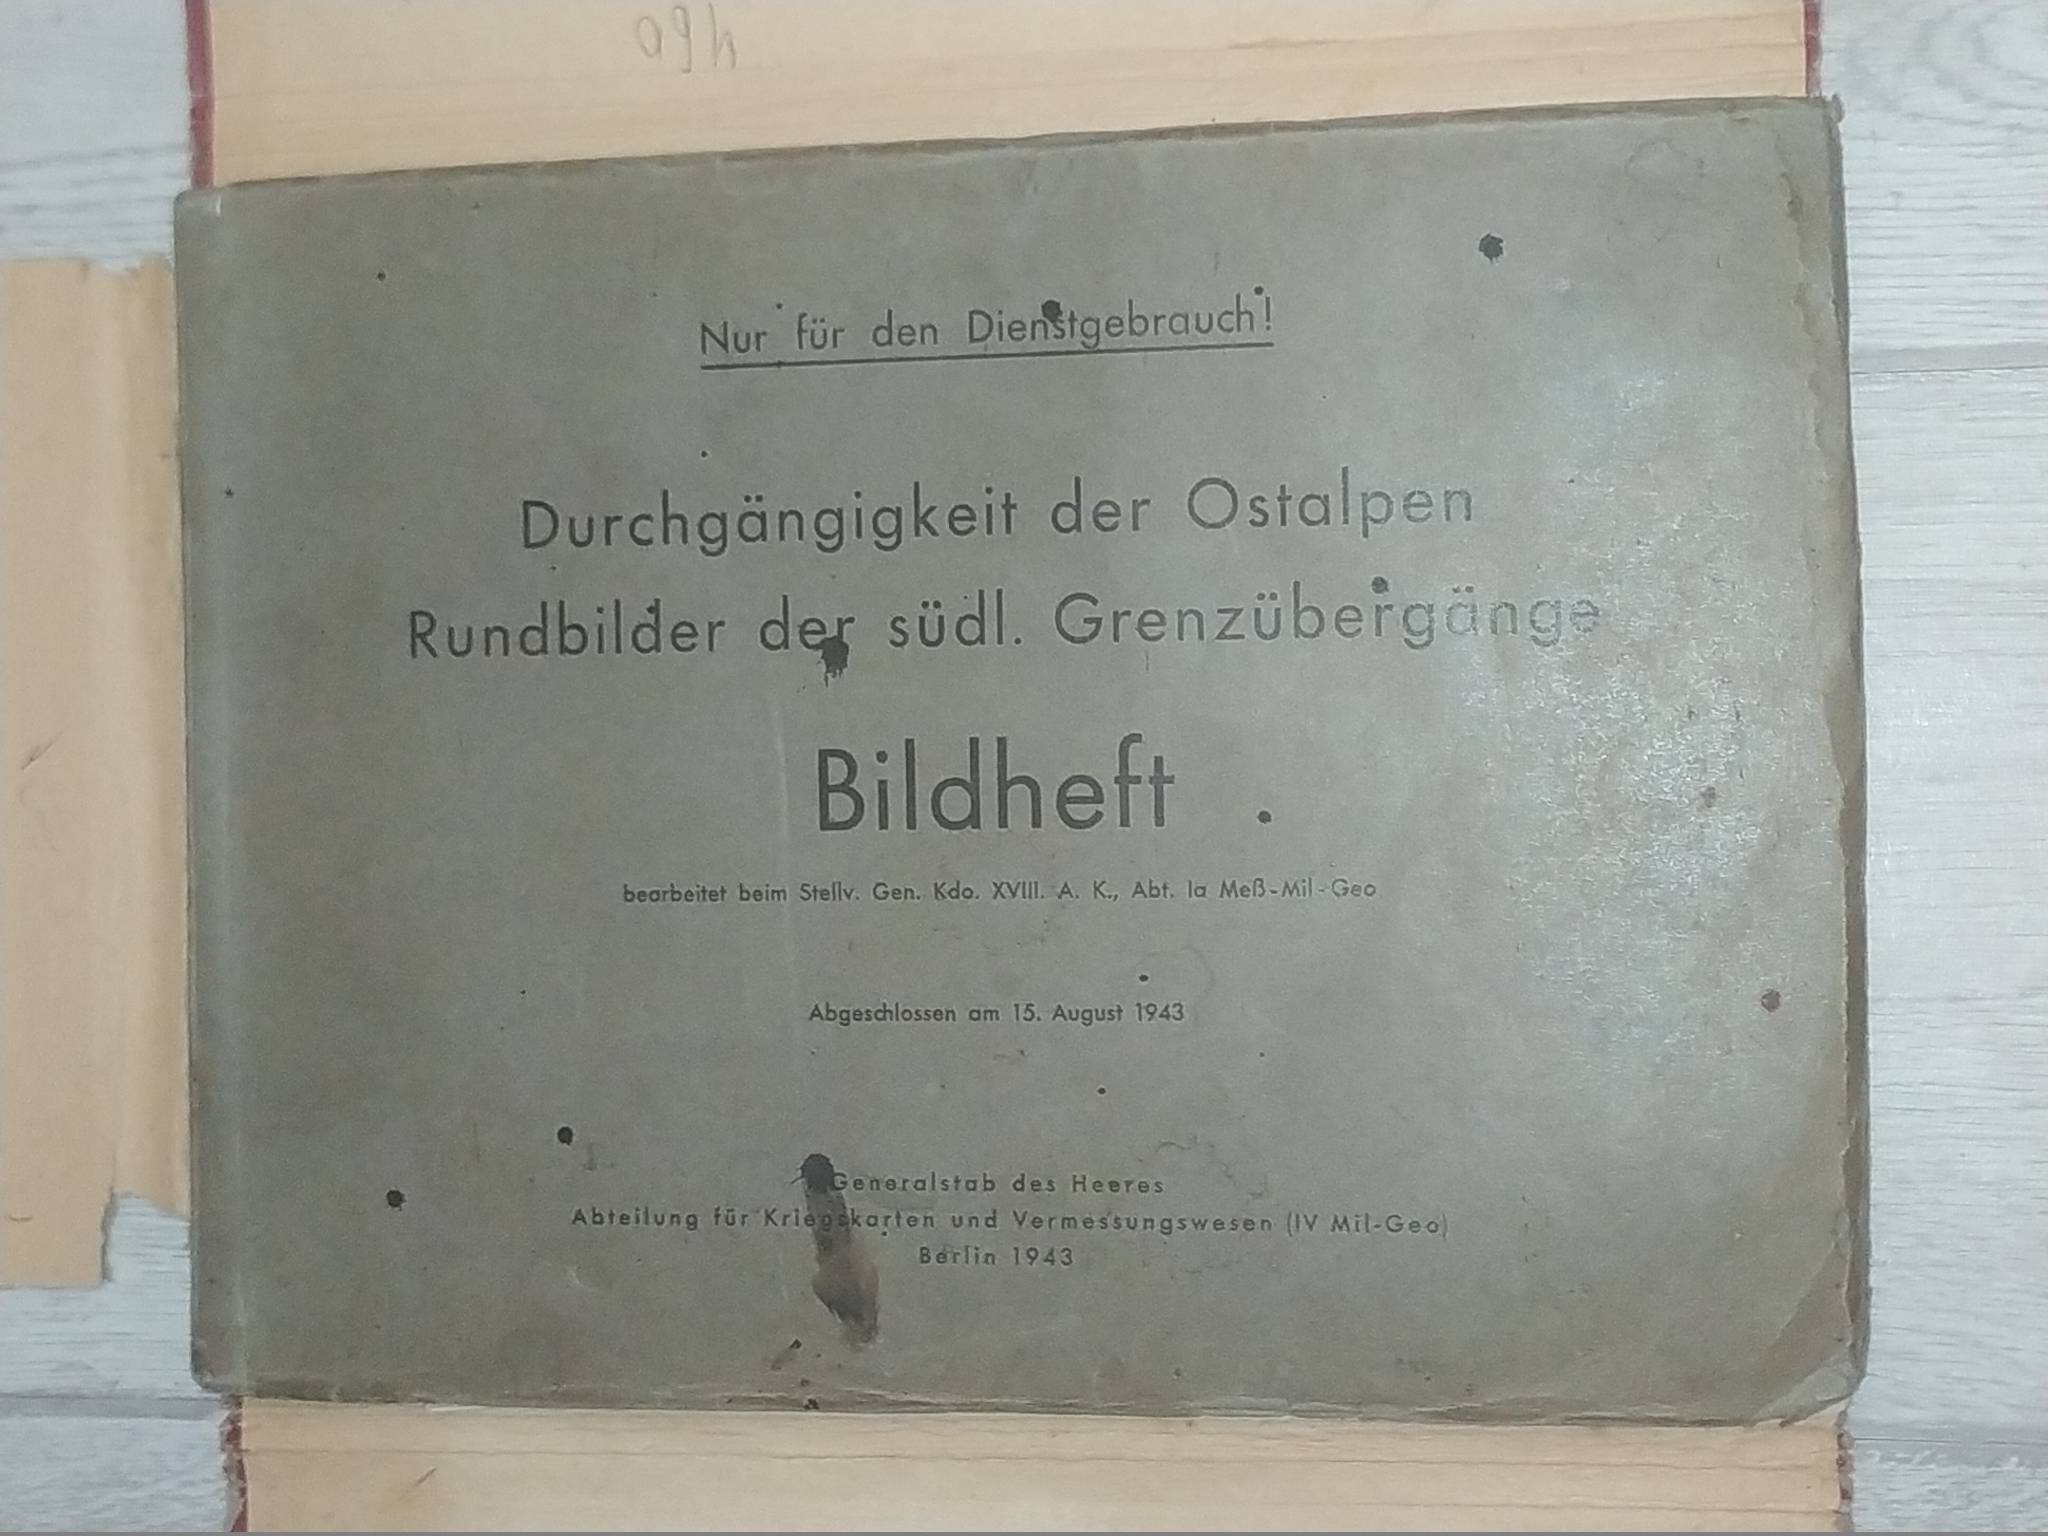 460
Nur für den Dienstgebrauch!
Durchgängigkeit der Ostalpen
Rundbilder der südl. Grenzübergänge
Bildheft
bearbeitet beim Stellv. Gen. Kdo. XVIII. A. K., Abt. Ia Meß-Mil-Geo
Abgeschlossen am 15. August 1943
Generalstab des Heeres
Abteilung für Kriegskarten und Vermessungswesen (IV Mil-Geo)
Berlin 1943